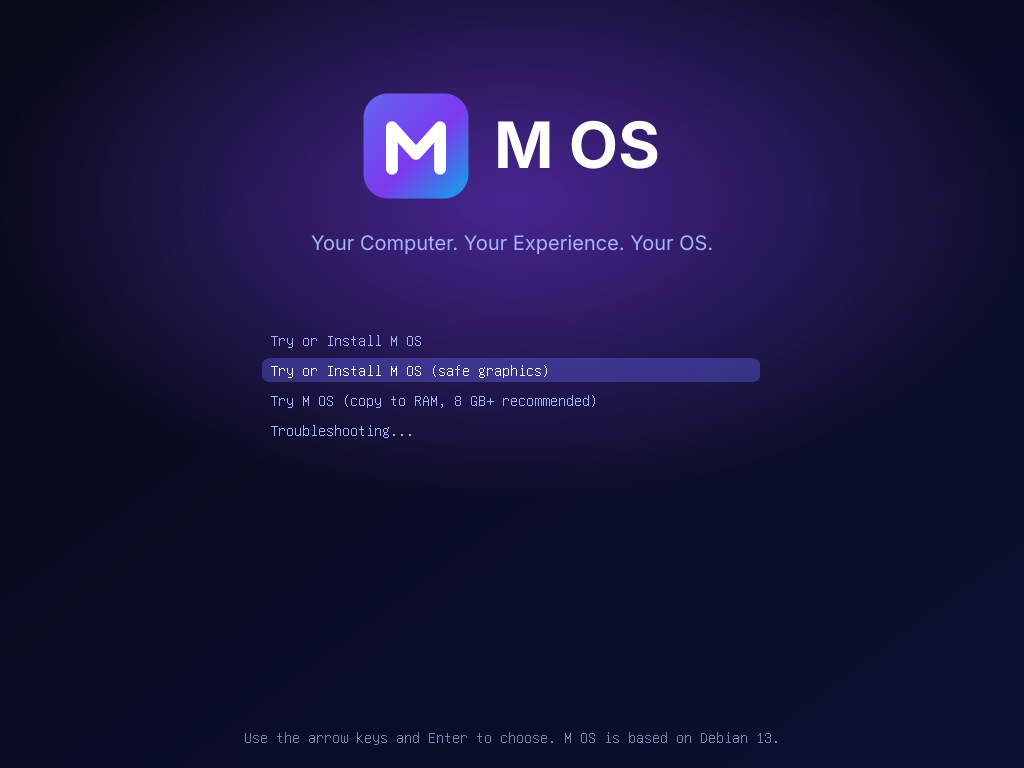 M M OS
Your Computer. Your Experience. Your OS.
Try or Install M OS
Try or Install M OS (safe graphics)
Try M OS (copy to RAM, 8 GB+ recommended)
Troubleshooting...
Use the arrow keys and Enter to choose. M OS is based on Debian 13.